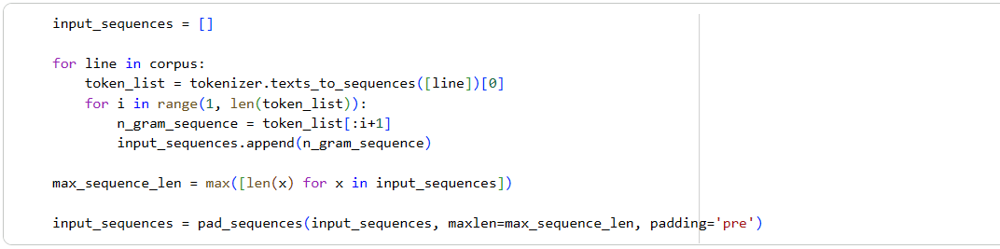 input_sequences = []
for line in corpus:
    token_list = tokenizer.texts_to_sequences([line])[0]
    for i in range(1, len(token_list)):
        n_gram_sequence = token_list[:i+1]
        input_sequences.append(n_gram_sequence)
max_sequence_len = max([len(x) for x in input_sequences])
input_sequences = pad_sequences(input_sequences, maxlen=max_sequence_len, padding='pre')